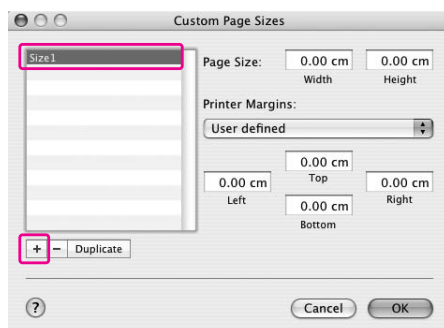 Custom Page Sizes
Size1
Page Size:
0.00 cm
0.00 cm
Width
Height
Printer Margins:
User defined
0.00 cm
Top
0.00 cm
0.00 cm
Left
Right
0.00 cm
Bottom
+ − Duplicate
?
Cancel
OK